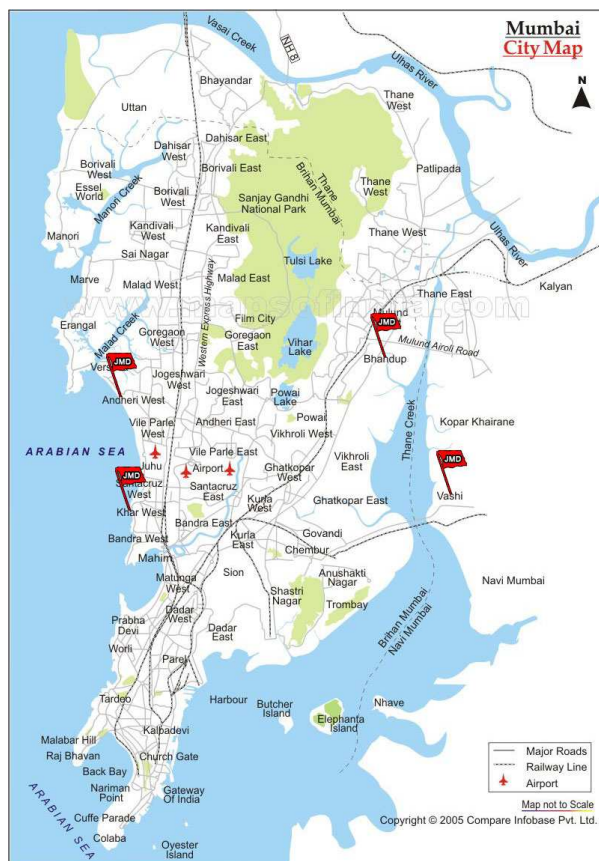 Mumbai
City Map
N
Vasai Creek
NH 8
Ulhas River
Bhayandar
Thane
West
Uttan
Dahisar East
Dahisar
West
Borivali
West
Borivali East
Thane
Brihan Mumbai
Patlipada
Essel
World
Manori Creek
Borivali
West
Sanjay Gandhi
National Park
Thane
West
Manori
Kandivali
West
Kandivali
East
Thane West
Ulhas River
Sai Nagar
Tulsi Lake
Marve
Malad West
Western Express Highway
Malad East
Thane East
Kalyan
Erangal
Malad Creek
Goregaon
West
Film City
Goregaon
East
Vihar
Lake
Mulund
JMD
Mulund Airoli Road
Bhandup
JMD
Jogeshwari
West
Andheri West
Jogeshwari
East
Powai
Lake
Powai
Thane Creek
Kopar Khairane
Vile Parle
West
Andheri East
Vikhroli West
ARABIAN SEA
Juhu
Vile Parle East
Airport
Vikhroli
East
JMD
Vashi
JMD
Santacruz
West
Santacruz
East
Ghatkopar
West
Khar West
Kurla
West
Ghatkopar East
Bandra East
Bandra West
Kurla
East
Govandi
Chembur
Mahim
Sion
Anushakti
Nagar
Navi Mumbai
Matunga
West
Shastri
Nagar
Trombay
Dadar
West
Brihan Mumbai
Navi Mumbai
Prabha
Devi
Dadar
East
Worli
Parel
Tardeo
Harbour
Butcher
Island
Elephanta
Island
Nhave
Kalbadevi
Malabar Hill
Raj Bhavan
Church Gate
Back Bay
Nariman
Point
Gateway
Of India
Cuffe Parade
Colaba
ARABIAN SEA
Oyester
Island
Major Roads
Railway Line
Airport
Map not to Scale
Copyright © 2005 Compare Infobase Pvt. Ltd.